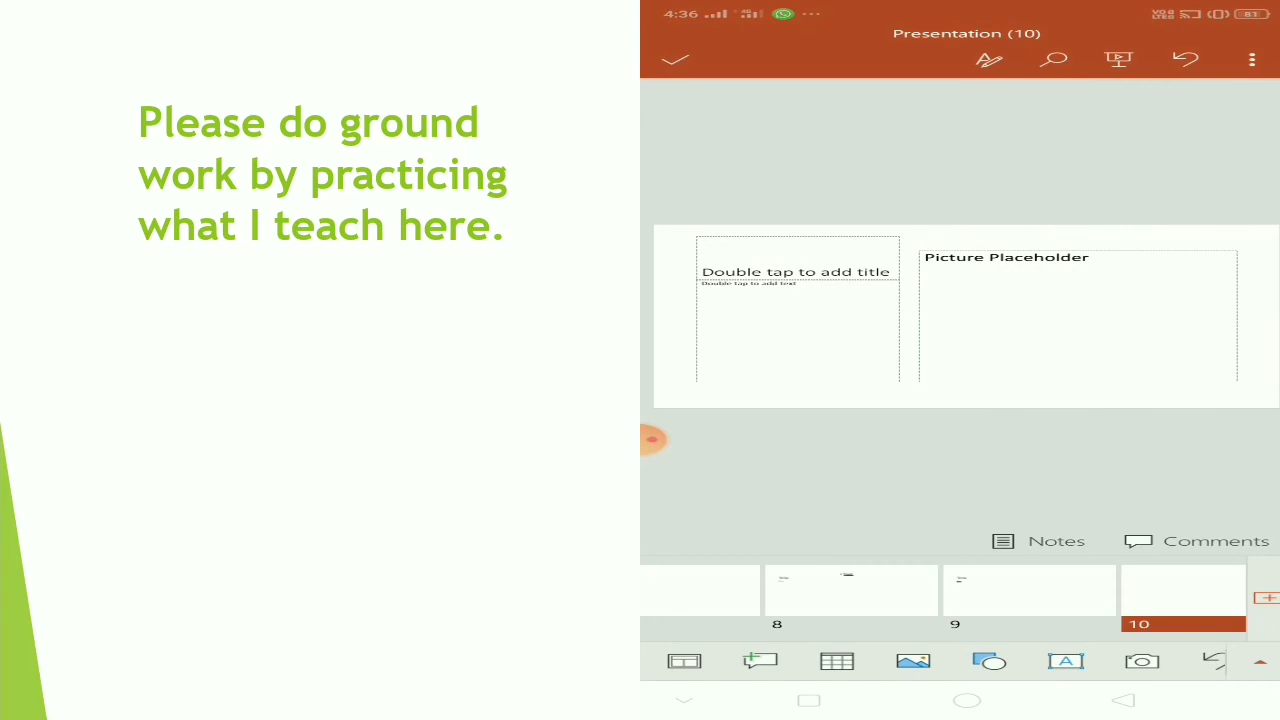 Please do ground
work by practicing
what I teach here.
4:36
81
Presentation (10)
Double tap to add title
Double tap to add text
Picture Placeholder
Notes
Comments
8
9
10
A